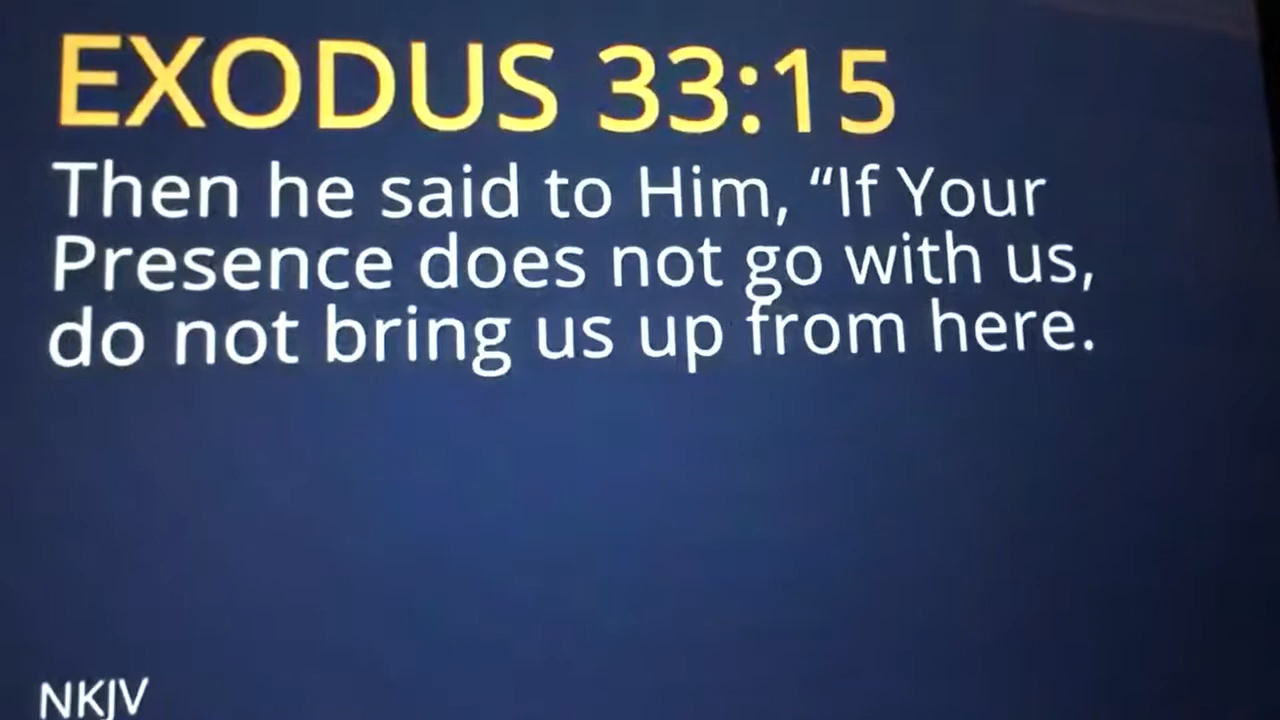 EXODUS 33:15
Then he said to Him, “If Your
Presence does not go with us,
do not bring us up from here.
NKJV